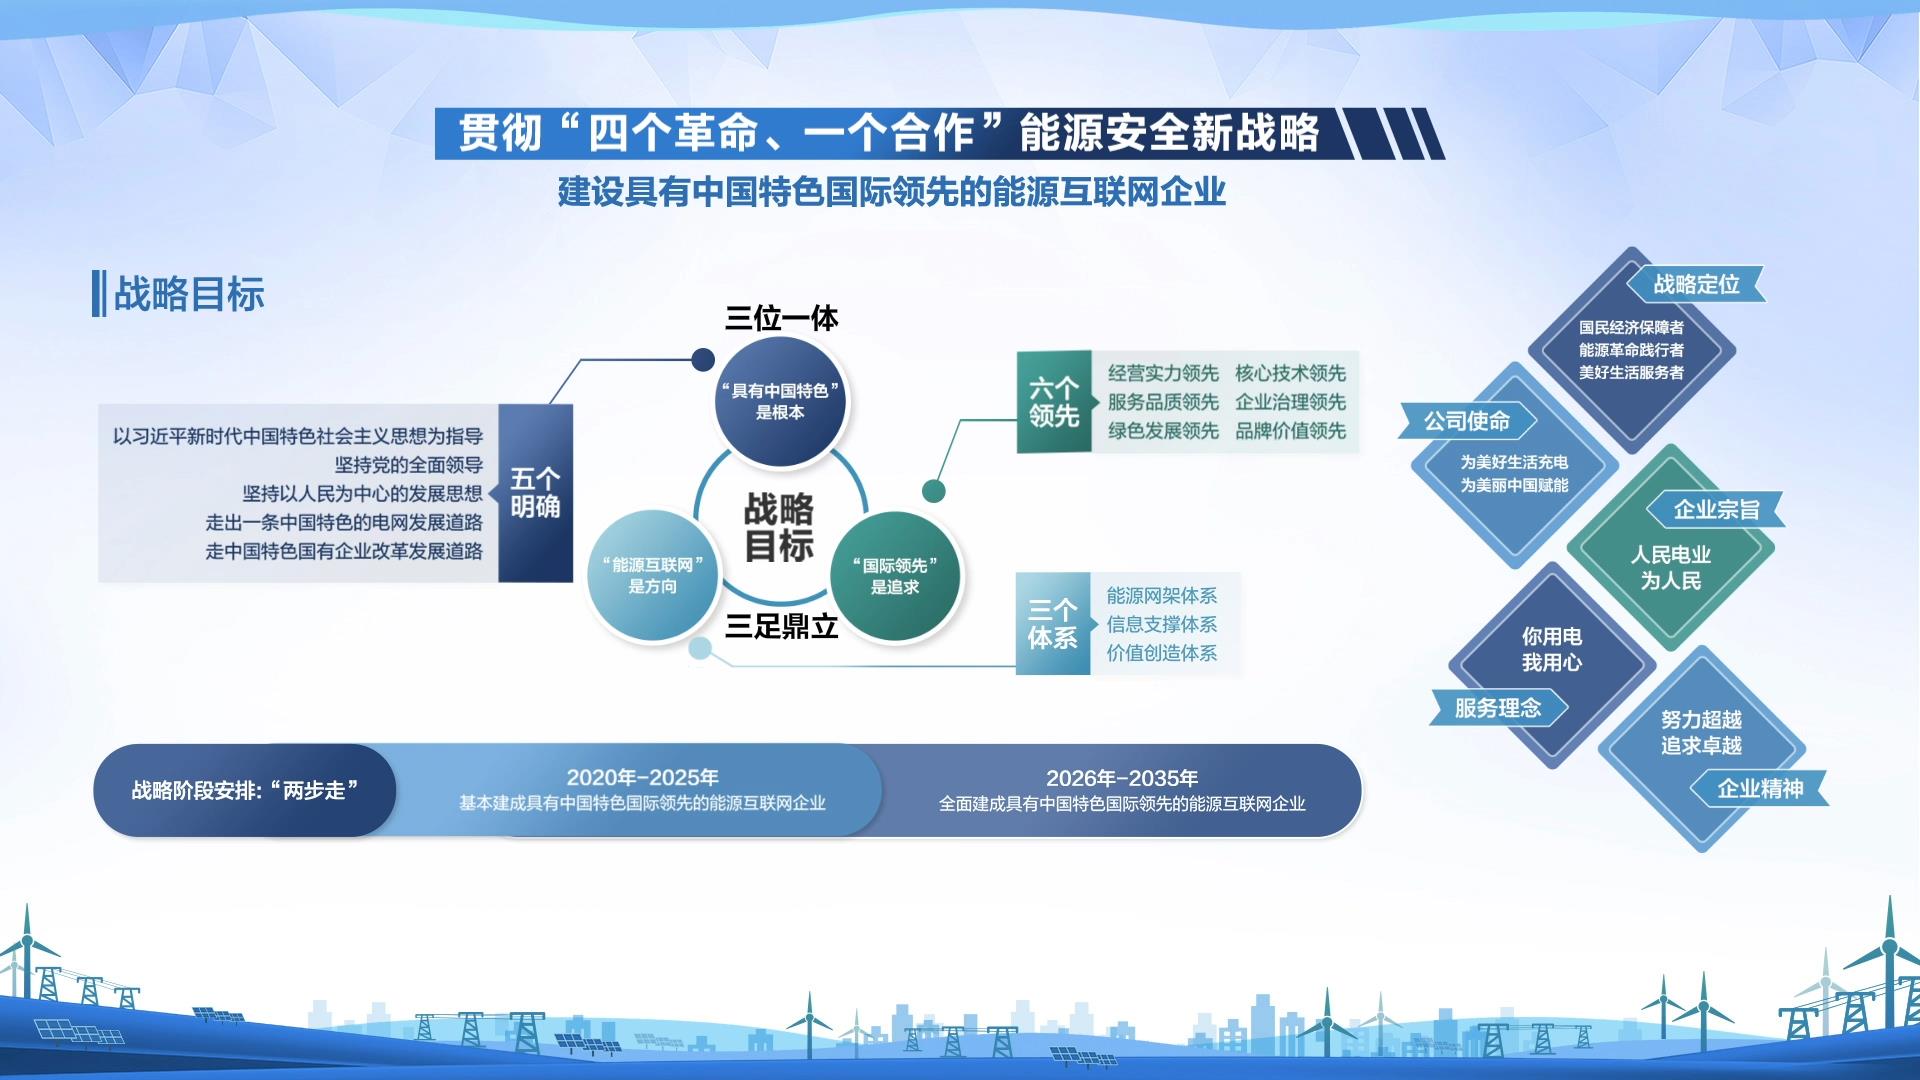 贯彻“四个革命、一个合作”能源安全新战略
建设具有中国特色国际领先的能源互联网企业
战略目标
三位一体
“具有中国特色”
是根本
战略
目标
“能源互联网”
是方向
“国际领先”
是追求
三足鼎立
五个
明确
以习近平新时代中国特色社会主义思想为指导
坚持党的全面领导
坚持以人民为中心的发展思想
走出一条中国特色的电网发展道路
走中国特色国有企业改革发展道路
六个
领先
经营实力领先 核心技术领先
服务品质领先 企业治理领先
绿色发展领先 品牌价值领先
三个
体系
能源网架体系
信息支撑体系
价值创造体系
战略阶段安排:“两步走”
2020年-2025年
基本建成具有中国特色国际领先的能源互联网企业
2026年-2035年
全面建成具有中国特色国际领先的能源互联网企业
战略定位
国民经济保障者
能源革命践行者
美好生活服务者
公司使命
为美好生活充电
为美丽中国赋能
企业宗旨
人民电业
为人民
你用电
我用心
服务理念
努力超越
追求卓越
企业精神